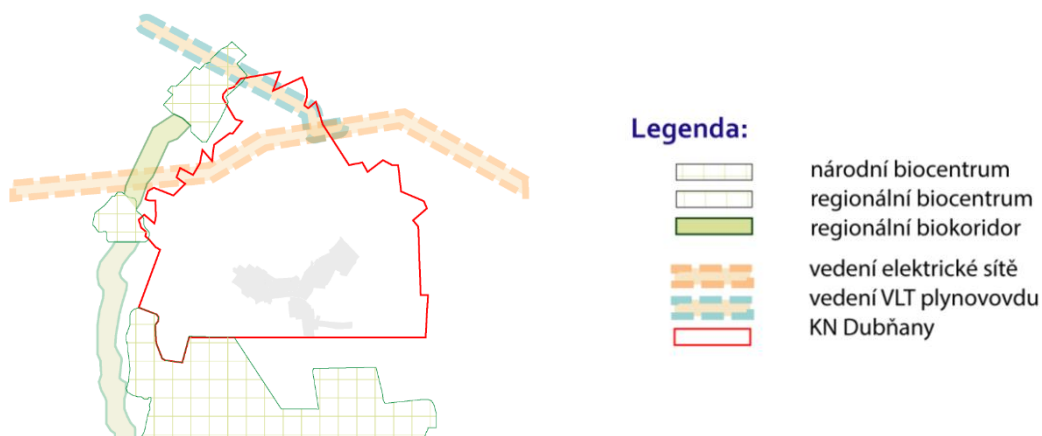 Legenda:
národní biocentrum
regionální biocentrum
regionální biokoridor
vedení elektrické sítě
vedení VLT plynovovdu
KN Dubňany